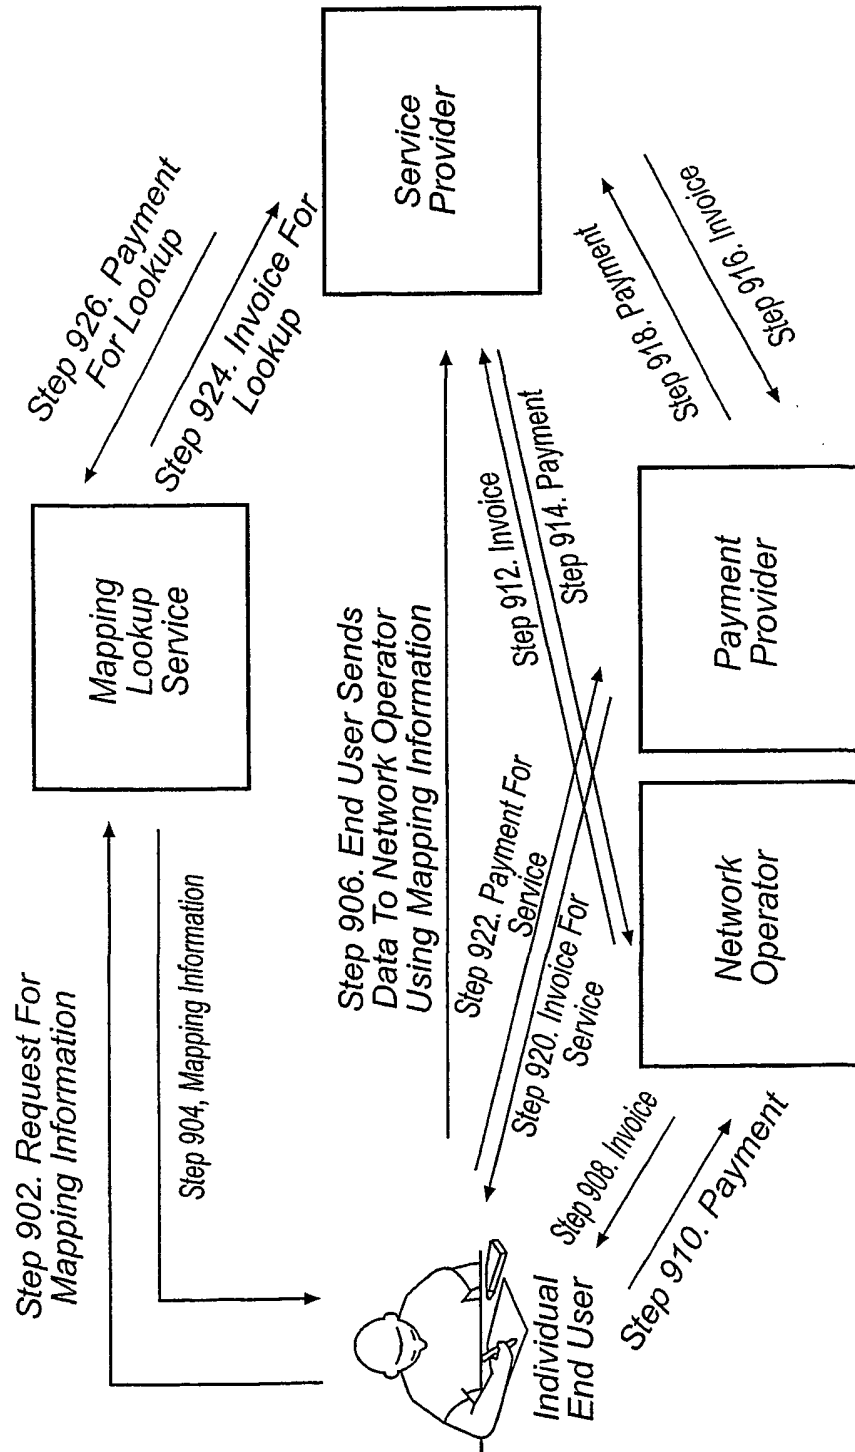 Step 902. Request For
Mapping Information
Step 904, Mapping Information
Mapping
Lookup
Service
Step 926. Payment
For Lookup
Step 924. Invoice For
Lookup
Service
Provider
Step 906. End User Sends
Data To Network Operator
Using Mapping Information
Step 922. Payment For
Service
Step 920. Invoice For
Service
Step 912. Invoice
Step 914. Payment
Step 918. Payment
Step 916. Invoice
Individual
End User
Step 908. Invoice
Step 910. Payment
Network
Operator
Payment
Provider